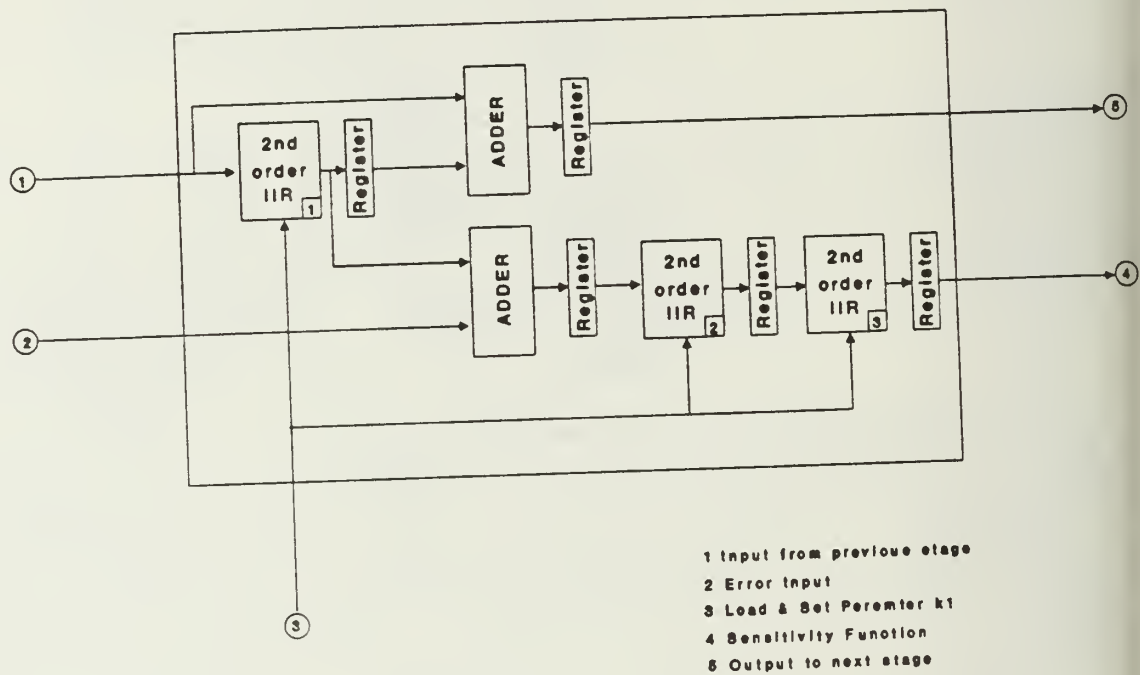 ADDER
Register
5
2nd
order
IIR
1
Register
1
ADDER
Register
2nd
order
IIR
2
Register
2nd
order
IIR
3
Register
4
2
3
1 Input from previous stage
2 Error Input
3 Load & Set Peremter k1
4 Sensitivity Function
5 Output to next stage